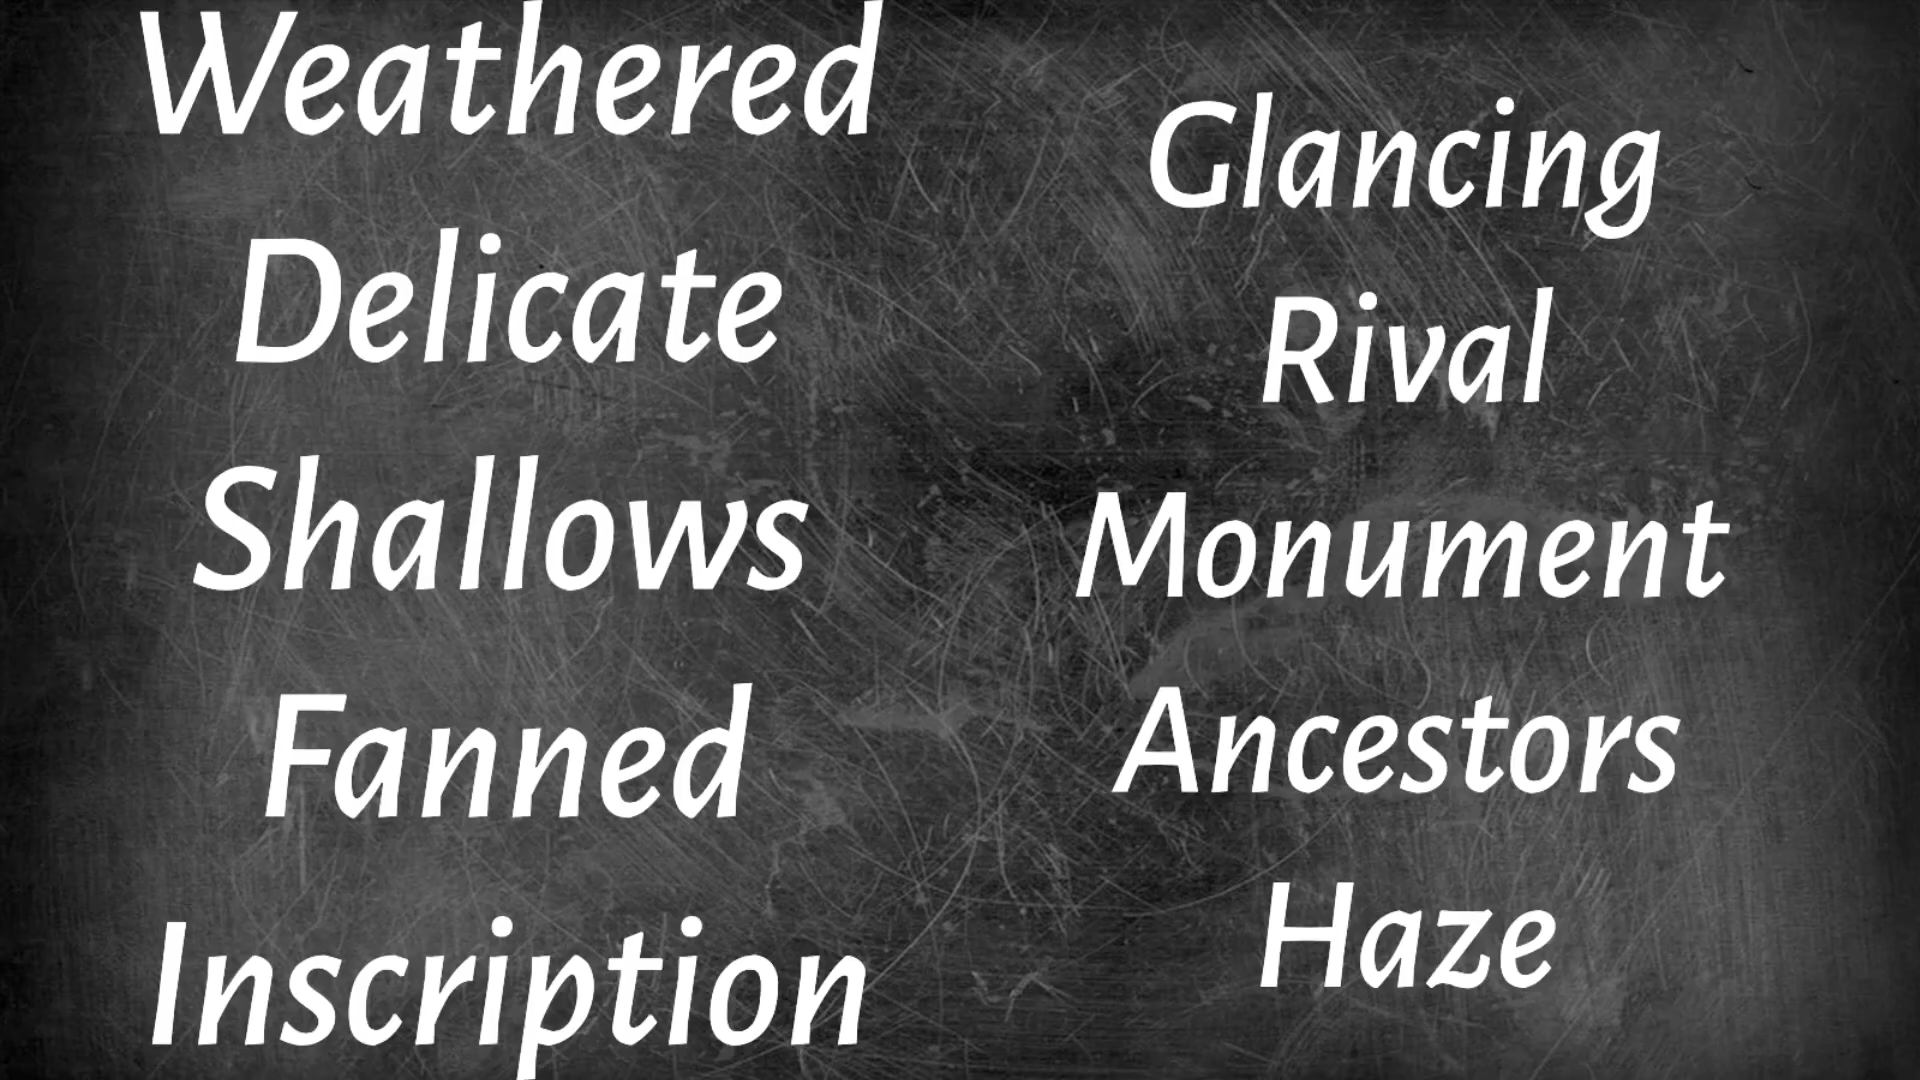 Weathered
Delicate
Shallows
Fanned
Inscription
Glancing
Rival
Monument
Ancestors
Haze